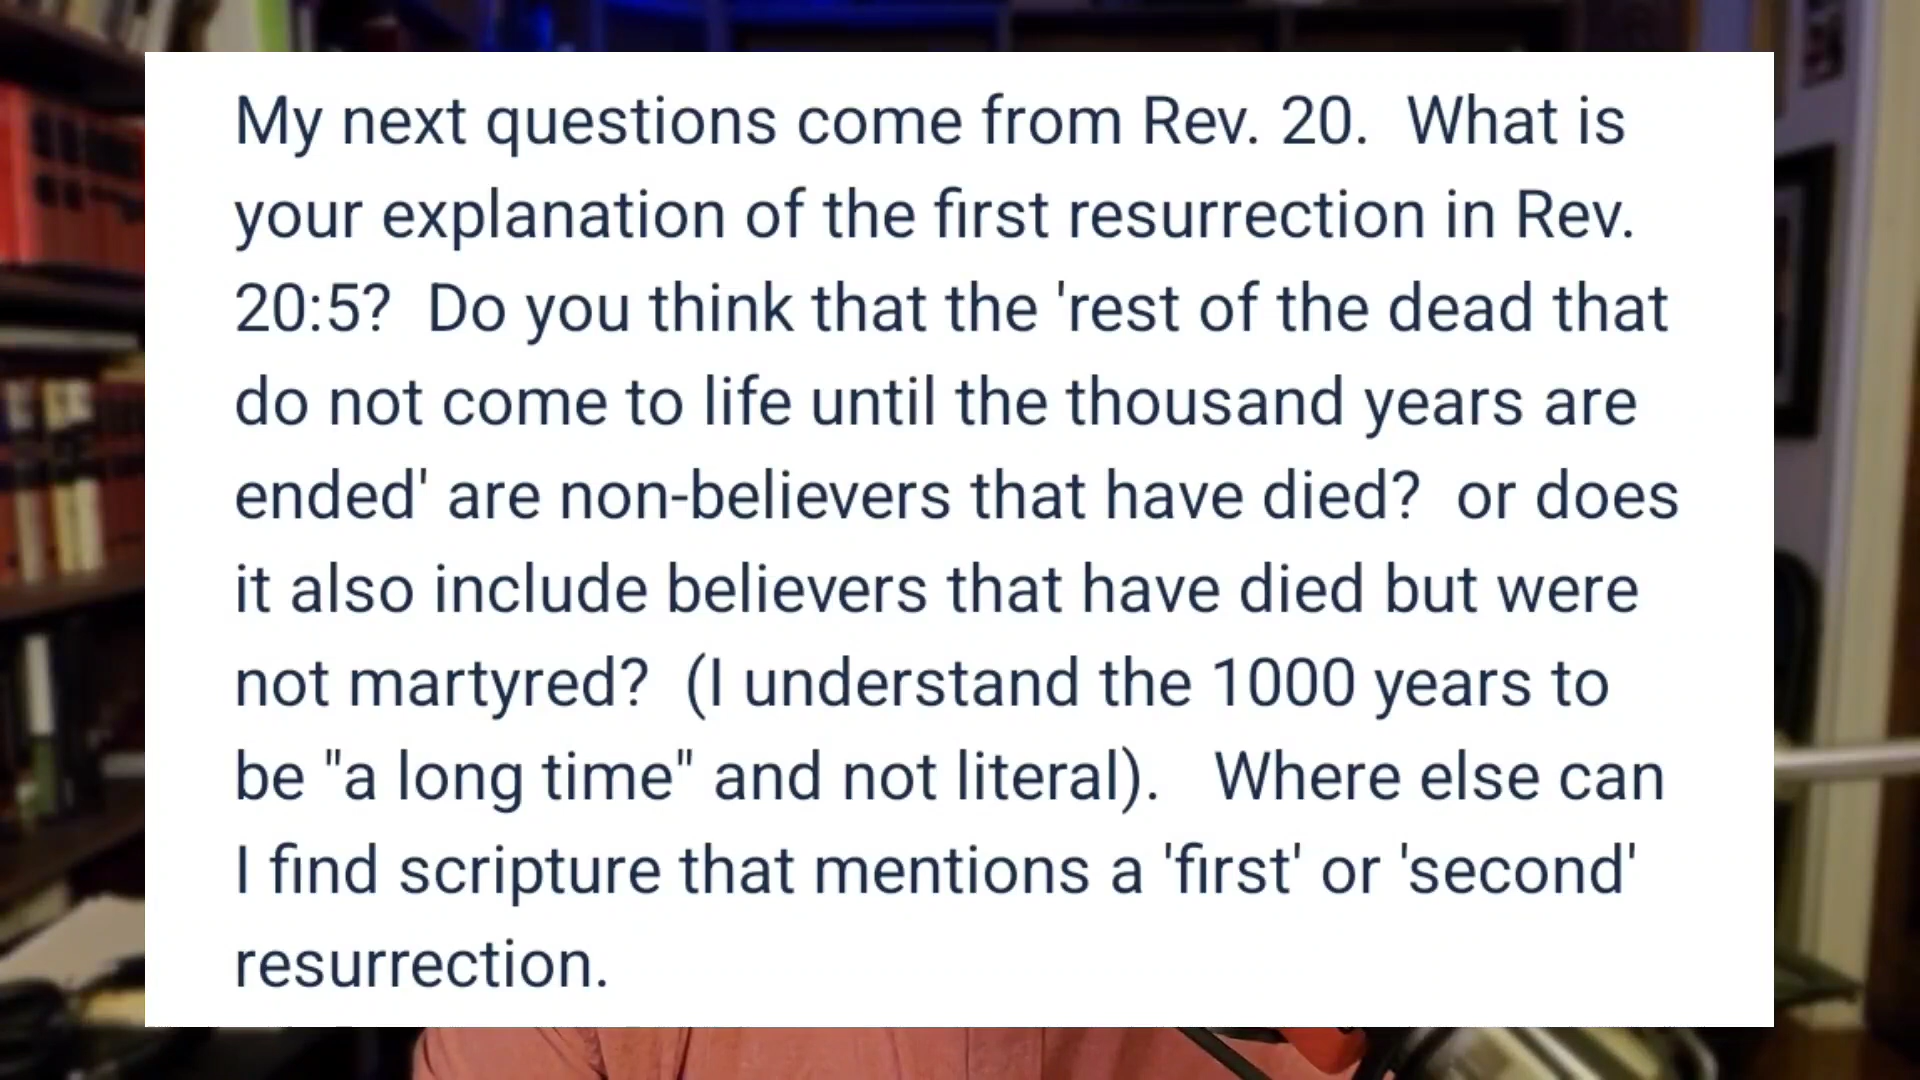 My next questions come from Rev. 20.  What is
your explanation of the first resurrection in Rev.
20:5?  Do you think that the 'rest of the dead that
do not come to life until the thousand years are
ended' are non-believers that have died?  or does
it also include believers that have died but were
not martyred?  (I understand the 1000 years to
be "a long time" and not literal).   Where else can
I find scripture that mentions a 'first' or 'second'
resurrection.